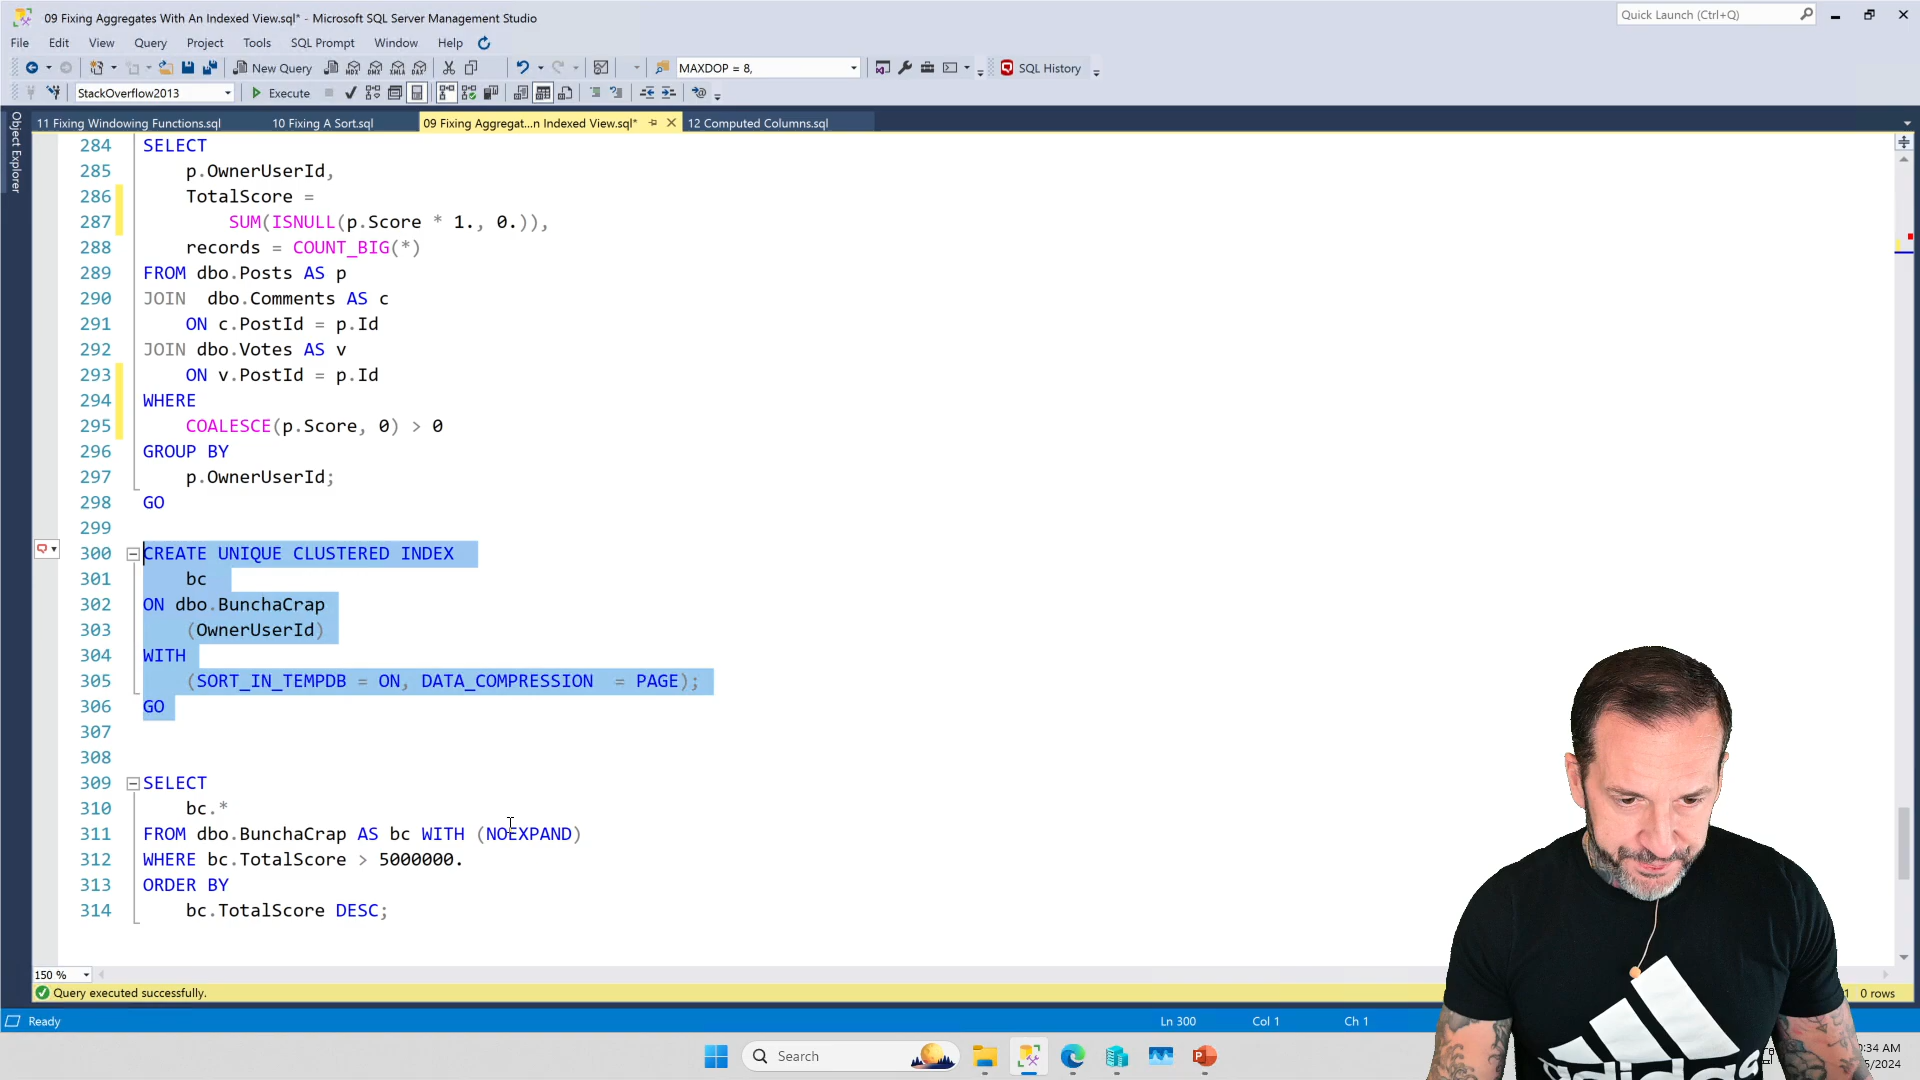 09 Fixing Aggregates With An Indexed View.sql* - Microsoft SQL Server Management Studio
Quick Launch (Ctrl+Q)
File Edit View Query Project Tools SQL Prompt Window Help
New Query MDX DMX XMLA DAX MAXDOP = 8, SQL History
StackOverflow2013 Execute
Object Explorer
11 Fixing Windowing Functions.sql 10 Fixing A Sort.sql 09 Fixing Aggregat...n Indexed View.sql* 12 Computed Columns.sql
284 SELECT
285 p.OwnerUserId,
286 TotalScore =
287 SUM(ISNULL(p.Score * 1., 0.)),
288 records = COUNT_BIG(*)
289 FROM dbo.Posts AS p
290 JOIN dbo.Comments AS c
291 ON c.PostId = p.Id
292 JOIN dbo.Votes AS v
293 ON v.PostId = p.Id
294 WHERE
295 COALESCE(p.Score, 0) > 0
296 GROUP BY
297 p.OwnerUserId;
298 GO
299
300 CREATE UNIQUE CLUSTERED INDEX
301 bc
302 ON dbo.BunchaCrap
303 (OwnerUserId)
304 WITH
305 (SORT_IN_TEMPDB = ON, DATA_COMPRESSION = PAGE);
306 GO
307
308
309 SELECT
310 bc.*
311 FROM dbo.BunchaCrap AS bc WITH (NOEXPAND)
312 WHERE bc.TotalScore > 5000000.
313 ORDER BY
314 bc.TotalScore DESC;
150 %
Query executed successfully.
0 rows
Ready Ln 300 Col 1 Ch 1
Search
:34 AM
/2024
adidas